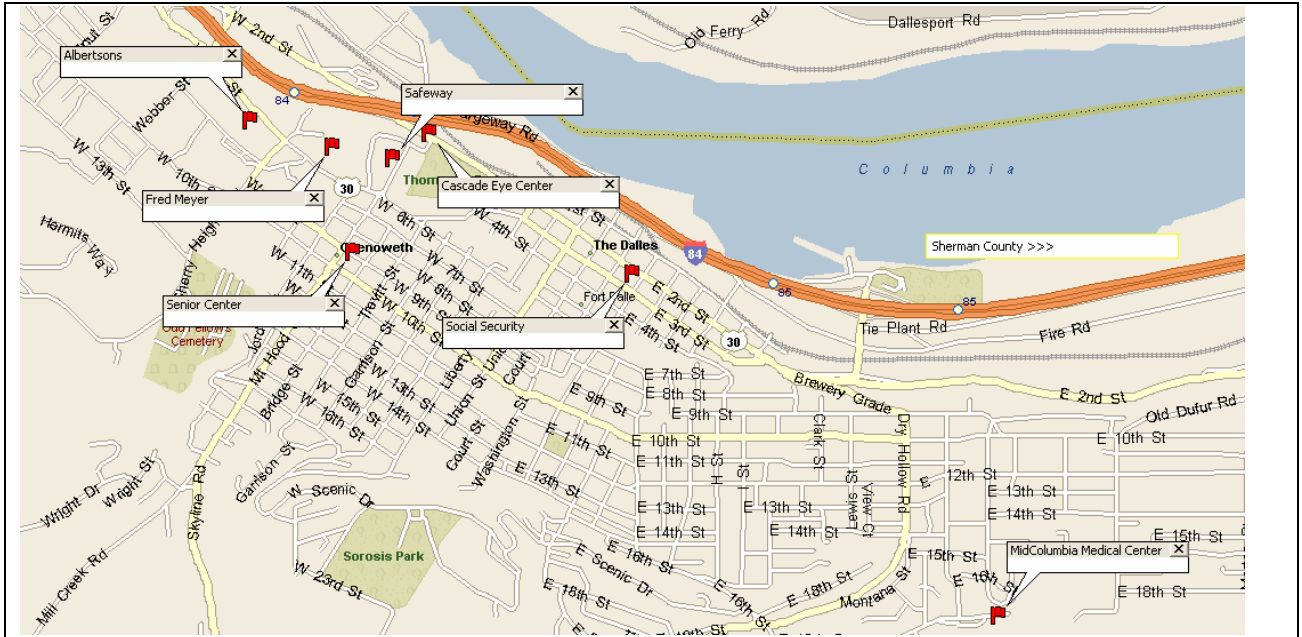 Dallesport Rd
Old Ferry Rd
W 2nd St
Albertsons
Webber St
84
Safeway
W 13th St
W 10th St
30
Columbia
Fred Meyer
Cascade Eye Center
Hermits Way
W 6th St
W 4th St
The Dalles
84
Sherman County >>>
W 11th St
W 7th St
W 6th St
W 9th St
W 10th St
Senior Center
Trevitt St
Social Security
E 2nd St
E 3rd St
E 4th St
85
85
Tie Plant Rd
Fire Rd
30
Odd Fellows
Cemetery
Mt Hood
Bridge St
Garrison St
Liberty
Union St
Union
Court
W 13th St
W 14th St
W 15th St
W 16th St
Court St
Washington St
E 7th St
E 8th St
E 9th St
E 9th St
Brewery Grade
E 2nd St
Old Dufur Rd
E 10th St
E 10th St
E 11th St
E 11th St
E 13th St
Clark St
Dry Hollow Rd
E 12th St
E 13th St
E 14th St
H St
I St
Lewis St
View Ct
E 13th St
E 13th St
E 14th St
E 14th St
Wright Dr
Wright St
Garrison St
W Scenic Dr
Skyline Rd
Sorosis Park
W 23rd St
Mill Creek Rd
E 16th St
E Scenic Dr
E 16th St
E 18th St
E 18th St
E 19th St
Montana St
E 15th St
E 15th St
E 16th St
MidColumbia Medical Center
E 18th St